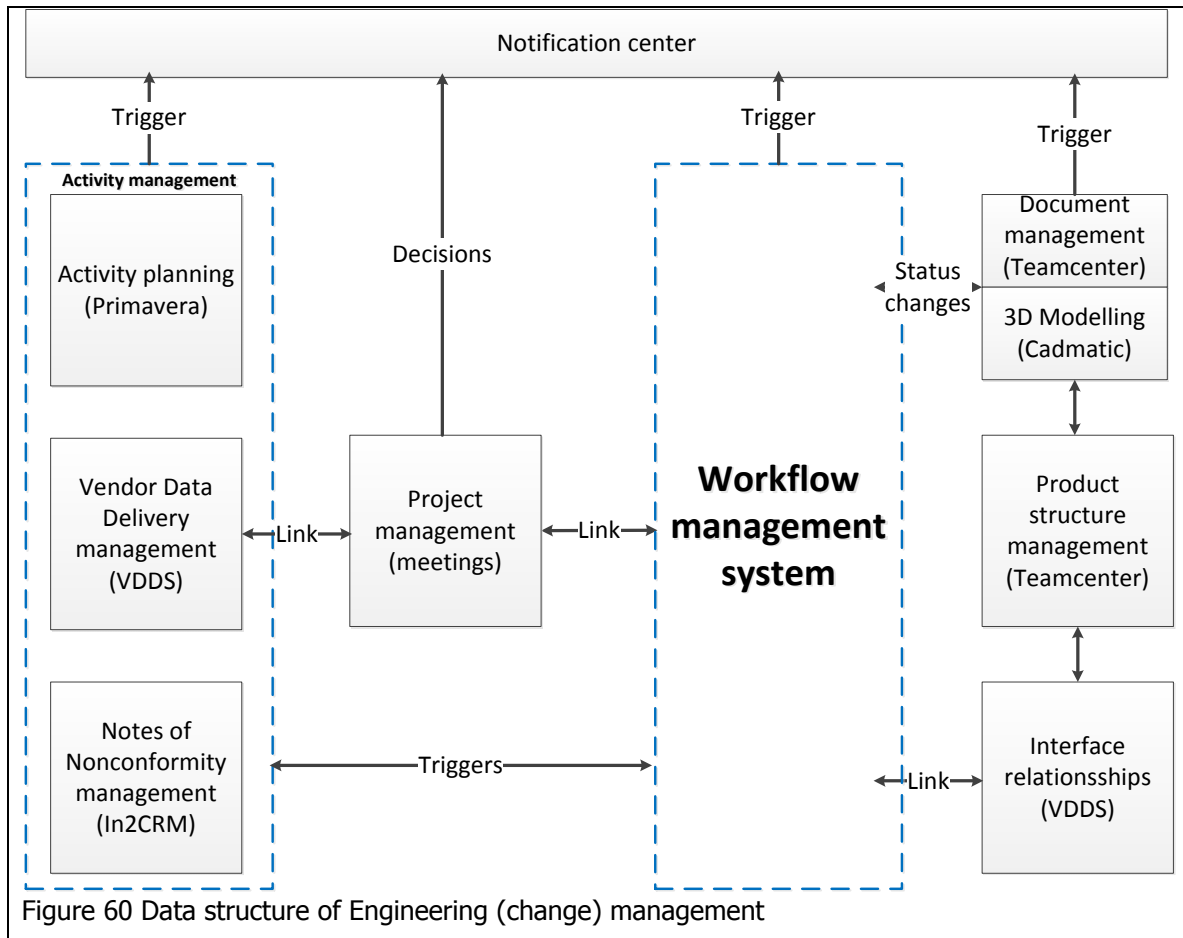 Notification center
Trigger
Trigger
Trigger
Decisions
Activity management
Activity planning
(Primavera)
Vendor Data
Delivery
management
(VDDS)
Notes of
Nonconformity
management
(In2CRM)
Link
Project
management
(meetings)
Link
Triggers
Workflow
management
system
Status
changes
Link
Document
management
(Teamcenter)
3D Modelling
(Cadmatic)
Product
structure
management
(Teamcenter)
Interface
relationsships
(VDDS)
Figure 60 Data structure of Engineering (change) management